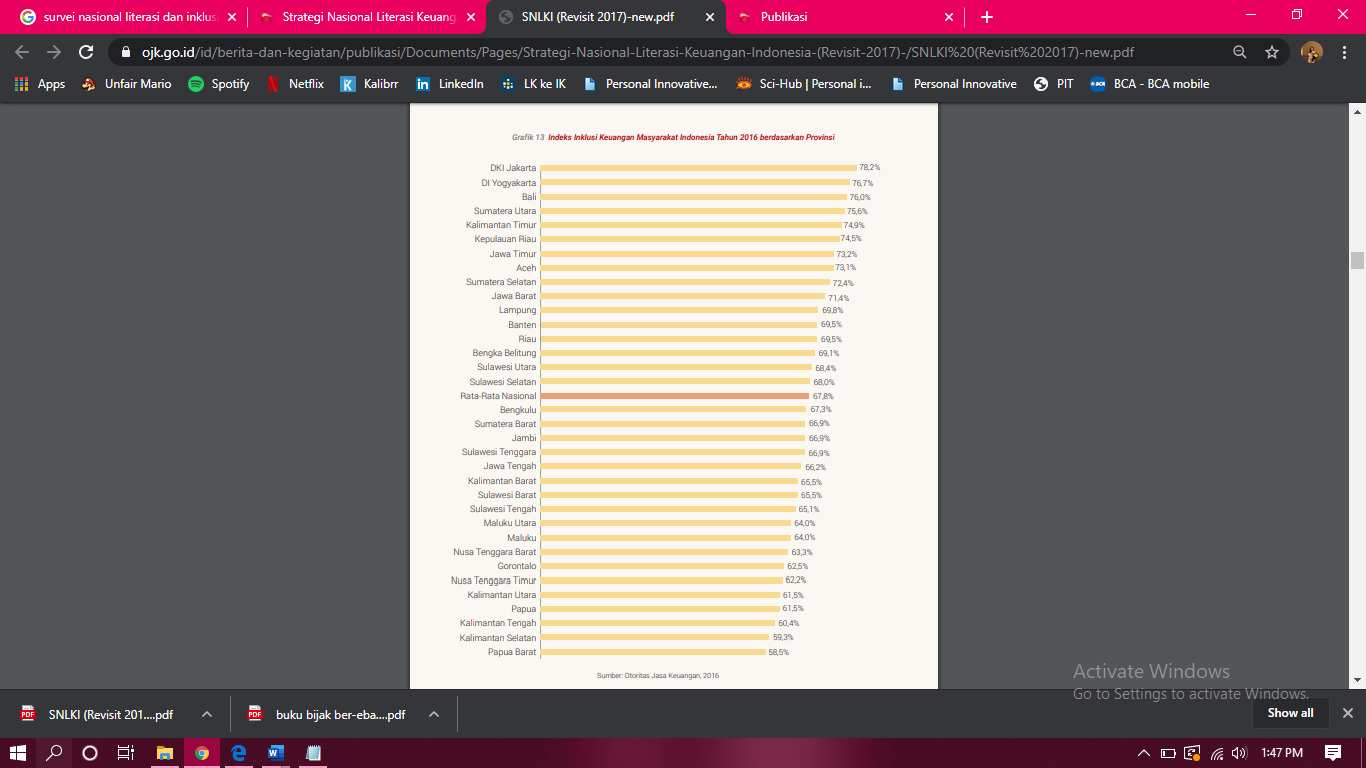 survei nasional literasi dan inklus
Strategi Nasional Literasi Keuang
SNLKI (Revisit 2017)-new.pdf
Publikasi
ojk.go.id/id/berita-dan-kegiatan/publikasi/Documents/Pages/Strategi-Nasional-Literasi-Keuangan-Indonesia-(Revisit-2017)-/SNLKI%20(Revisit%202017)-new.pdf
Apps
Unfair Mario
Spotify
Netflix
Kalibrr
LinkedIn
LK ke IK
Personal Innovative...
Sci-Hub | Personal i...
Personal Innovative
PIT
BCA - BCA mobile
Grafik 13 Indeks Inklusi Keuangan Masyarakat Indonesia Tahun 2016 berdasarkan Provinsi
DKI Jakarta 78,2%
DI Yogyakarta 76,7%
Bali 76,0%
Sumatera Utara 75,6%
Kalimantan Timur 74,9%
Kepulauan Riau 74,5%
Jawa Timur 73,2%
Aceh 73,1%
Sumatera Selatan 72,4%
Jawa Barat 71,4%
Lampung 69,8%
Banten 69,5%
Riau 69,5%
Bengka Belitung 69,1%
Sulawesi Utara 68,4%
Sulawesi Selatan 68,0%
Rata-Rata Nasional 67,8%
Bengkulu 67,3%
Sumatera Barat 66,9%
Jambi 66,9%
Sulawesi Tenggara 66,9%
Jawa Tengah 66,2%
Kalimantan Barat 65,5%
Sulawesi Barat 65,5%
Sulawesi Tengah 65,1%
Maluku Utara 64,0%
Maluku 64,0%
Nusa Tenggara Barat 63,3%
Gorontalo 62,5%
Nusa Tenggara Timur 62,2%
Kalimantan Utara 61,5%
Papua 61,5%
Kalimantan Tengah 60,4%
Kalimantan Selatan 59,3%
Papua Barat 58,5%
Sumber: Otoritas Jasa Keuangan, 2016
Activate Windows
Go to Settings to activate Windows.
SNLKI (Revisit 201....pdf
buku bijak ber-eba....pdf
Show all
1:47 PM